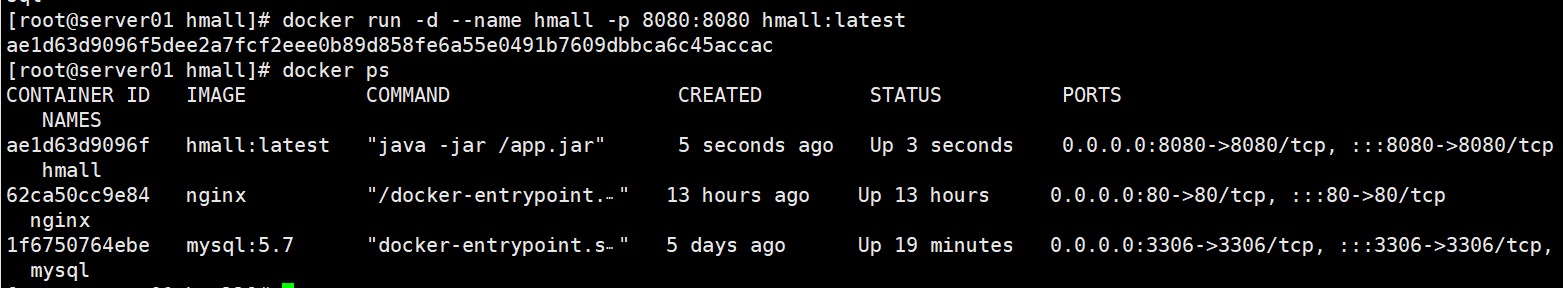 [root@server01 hmall]# docker run -d --name hmall -p 8080:8080 hmall:latest
ae1d63d9096f5dee2a7fcf2eee0b89d858fe6a55e0491b7609dbbca6c45accac
[root@server01 hmall]# docker ps
CONTAINER ID   IMAGE          COMMAND                   CREATED         STATUS          PORTS
   NAMES
ae1d63d9096f   hmall:latest   "java -jar /app.jar"      5 seconds ago   Up 3 seconds    0.0.0.0:8080->8080/tcp, :::8080->8080/tcp
   hmall
62ca50cc9e84   nginx          "/docker-entrypoint.…"   13 hours ago    Up 13 hours     0.0.0.0:80->80/tcp, :::80->80/tcp
  nginx
1f6750764ebe   mysql:5.7      "docker-entrypoint.s…"   5 days ago      Up 19 minutes   0.0.0.0:3306->3306/tcp, :::3306->3306/tcp,
  mysql